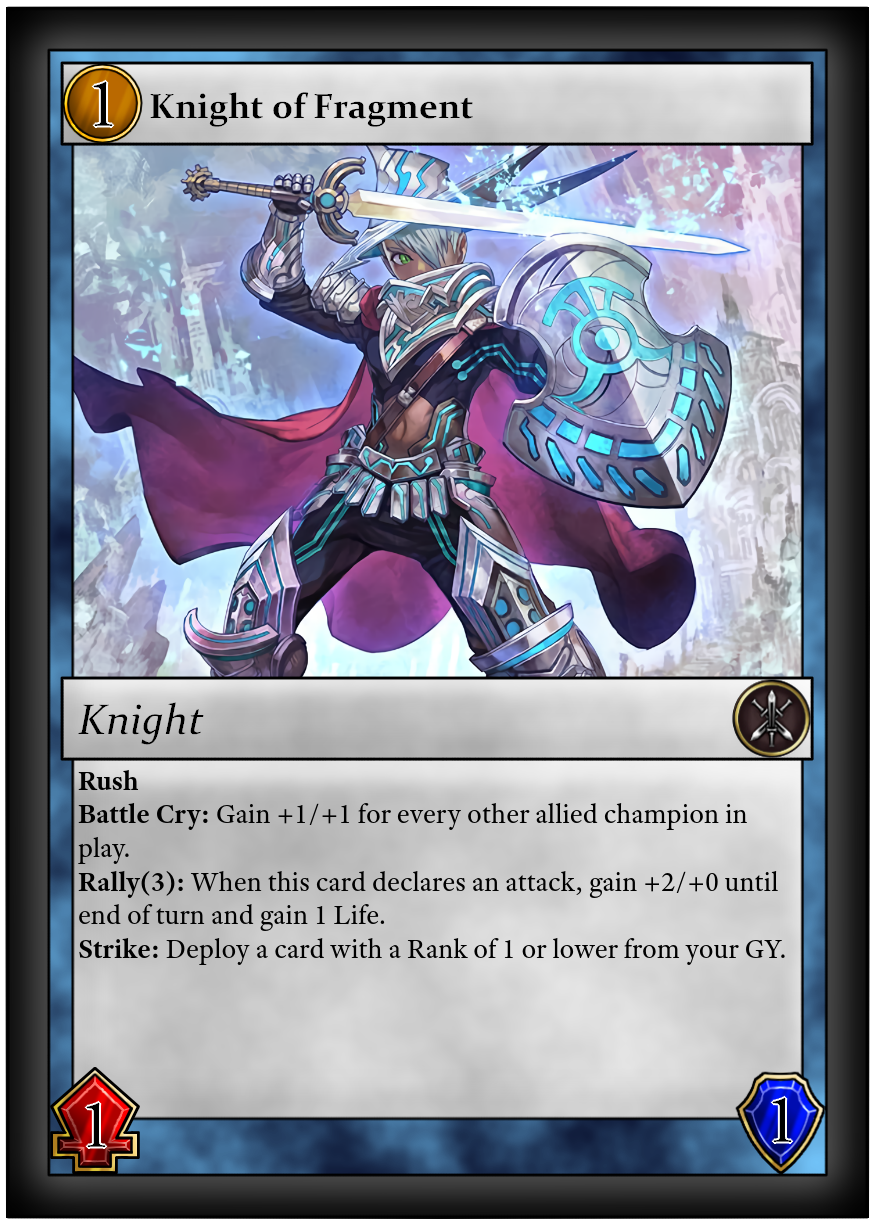 1
Knight of Fragment
Knight
Rush
Battle Cry: Gain +1/+1 for every other allied champion in
play.
Rally(3): When this card declares an attack, gain +2/+0 until
end of turn and gain 1 Life.
Strike: Deploy a card with a Rank of 1 or lower from your GY.
1
1